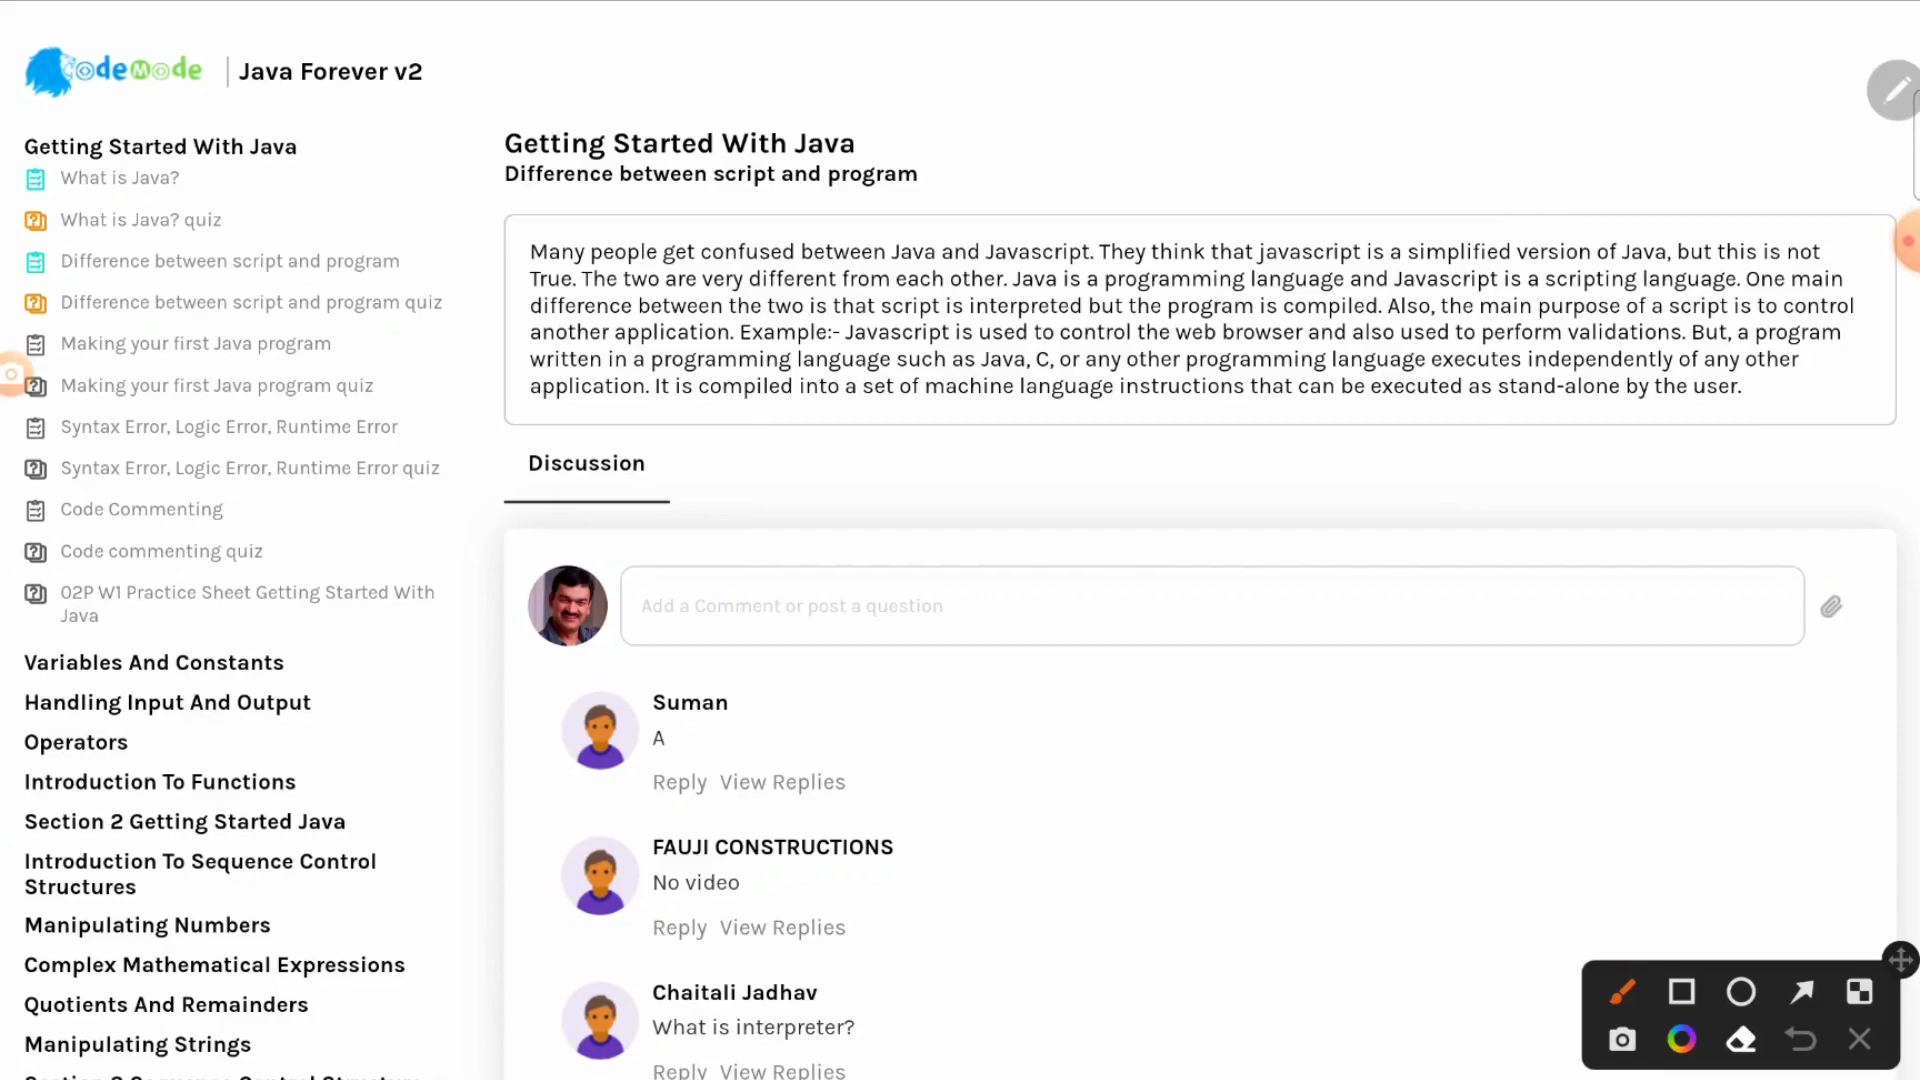 CodeMode
Java Forever v2
Getting Started With Java
What is Java?
What is Java? quiz
Difference between script and program
Difference between script and program quiz
Making your first Java program
Making your first Java program quiz
Syntax Error, Logic Error, Runtime Error
Syntax Error, Logic Error, Runtime Error quiz
Code Commenting
Code commenting quiz
02P W1 Practice Sheet Getting Started With
Java
Variables And Constants
Handling Input And Output
Operators
Introduction To Functions
Section 2 Getting Started Java
Introduction To Sequence Control
Structures
Manipulating Numbers
Complex Mathematical Expressions
Quotients And Remainders
Manipulating Strings
Getting Started With Java
Difference between script and program
Many people get confused between Java and Javascript. They think that javascript is a simplified version of Java, but this is not
True. The two are very different from each other. Java is a programming language and Javascript is a scripting language. One main
difference between the two is that script is interpreted but the program is compiled. Also, the main purpose of a script is to control
another application. Example:- Javascript is used to control the web browser and also used to perform validations. But, a program
written in a programming language such as Java, C, or any other programming language executes independently of any other
application. It is compiled into a set of machine language instructions that can be executed as stand-alone by the user.
Discussion
Add a Comment or post a question
Suman
A
Reply View Replies
FAUJI CONSTRUCTIONS
No video
Reply View Replies
Chaitali Jadhav
What is interpreter?
Reply View Replies